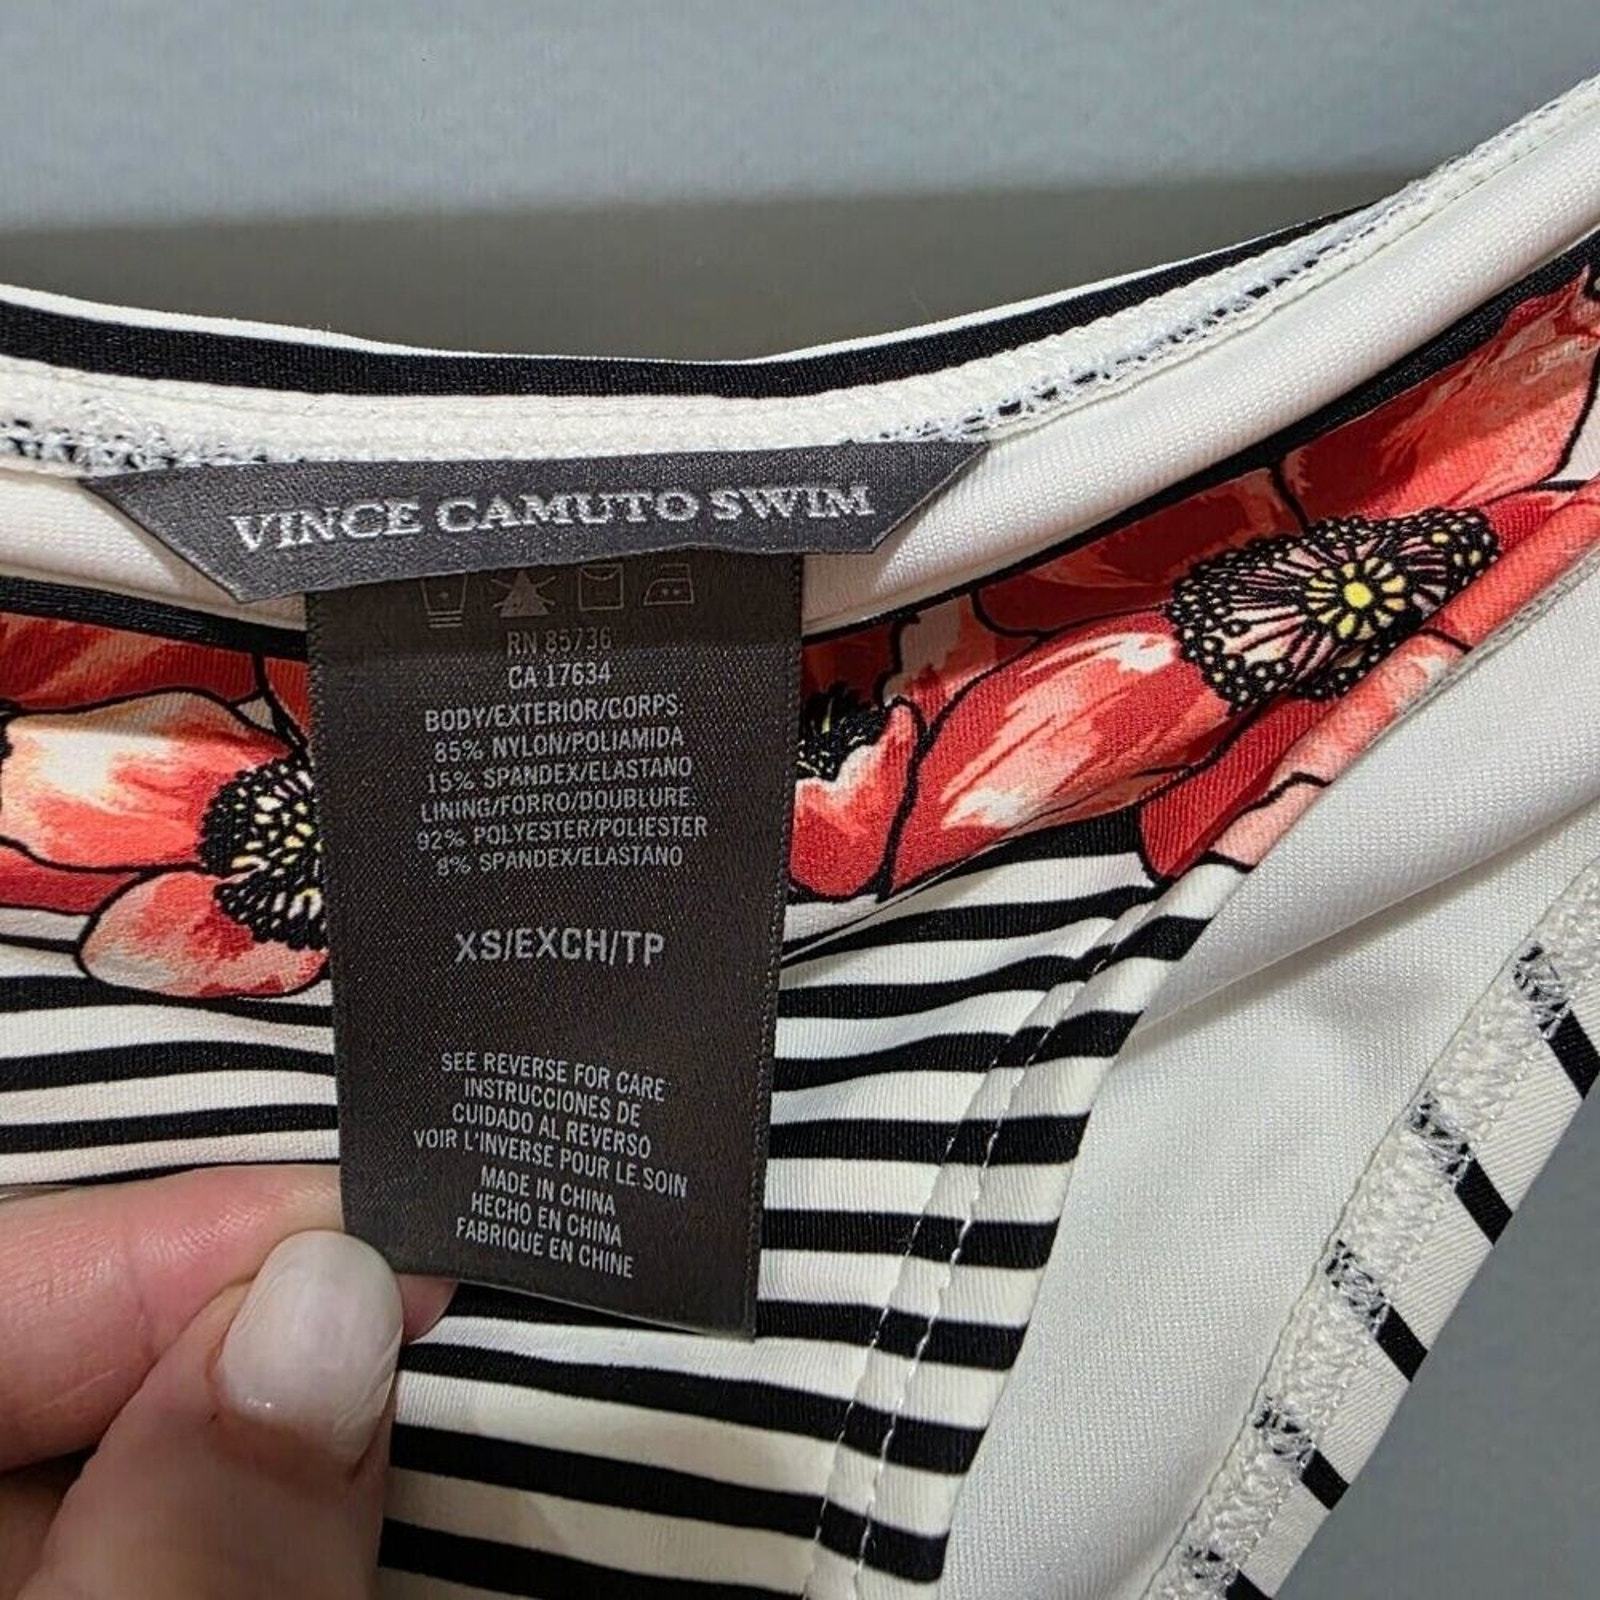 VINCE CAMUTO SWIM
RN 85736
CA 17634
BODY/EXTERIOR/CORPS:
85% NYLON/POLIAMIDA
15% SPANDEX/ELASTANO
LINING/FORRO/DOUBLURE:
92% POLYESTER/POLIESTER
8% SPANDEX/ELASTANO
XS/EXCH/TP
SEE REVERSE FOR CARE
INSTRUCCIONES DE
CUIDADO AL REVERSO
VOIR L'INVERSE POUR LE SOIN
MADE IN CHINA
HECHO EN CHINA
FABRIQUE EN CHINE